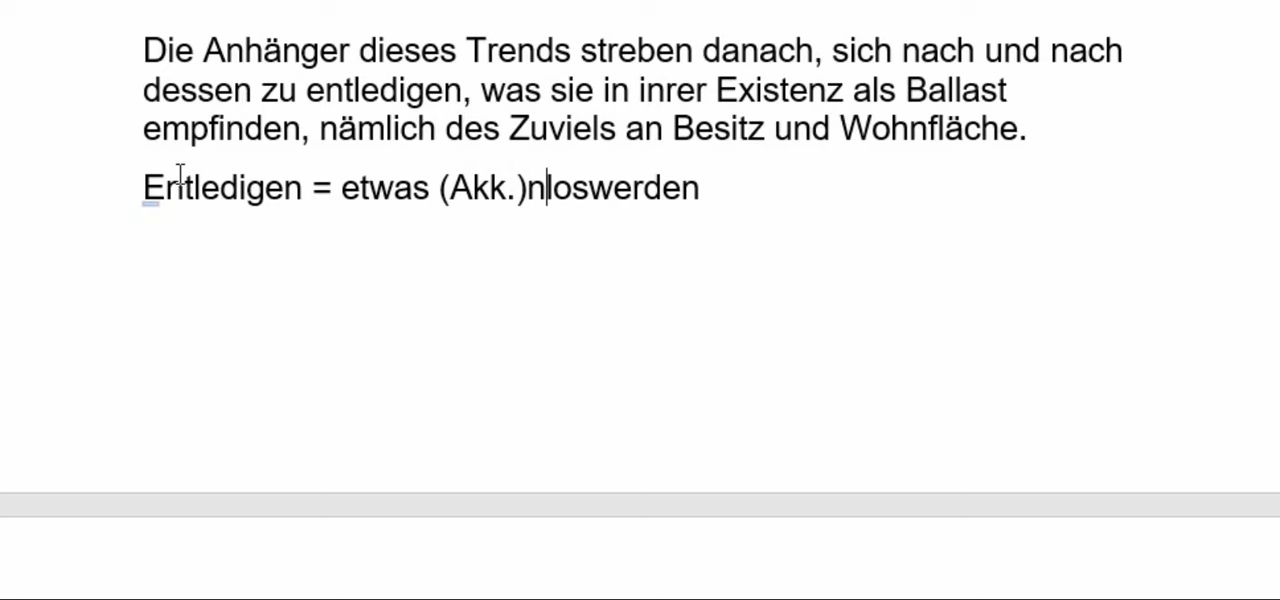 Die Anhänger dieses Trends streben danach, sich nach und nach
dessen zu entledigen, was sie in inrer Existenz als Ballast
empfinden, nämlich des Zuviels an Besitz und Wohnfläche.
Entledigen = etwas (Akk.)nloswerden